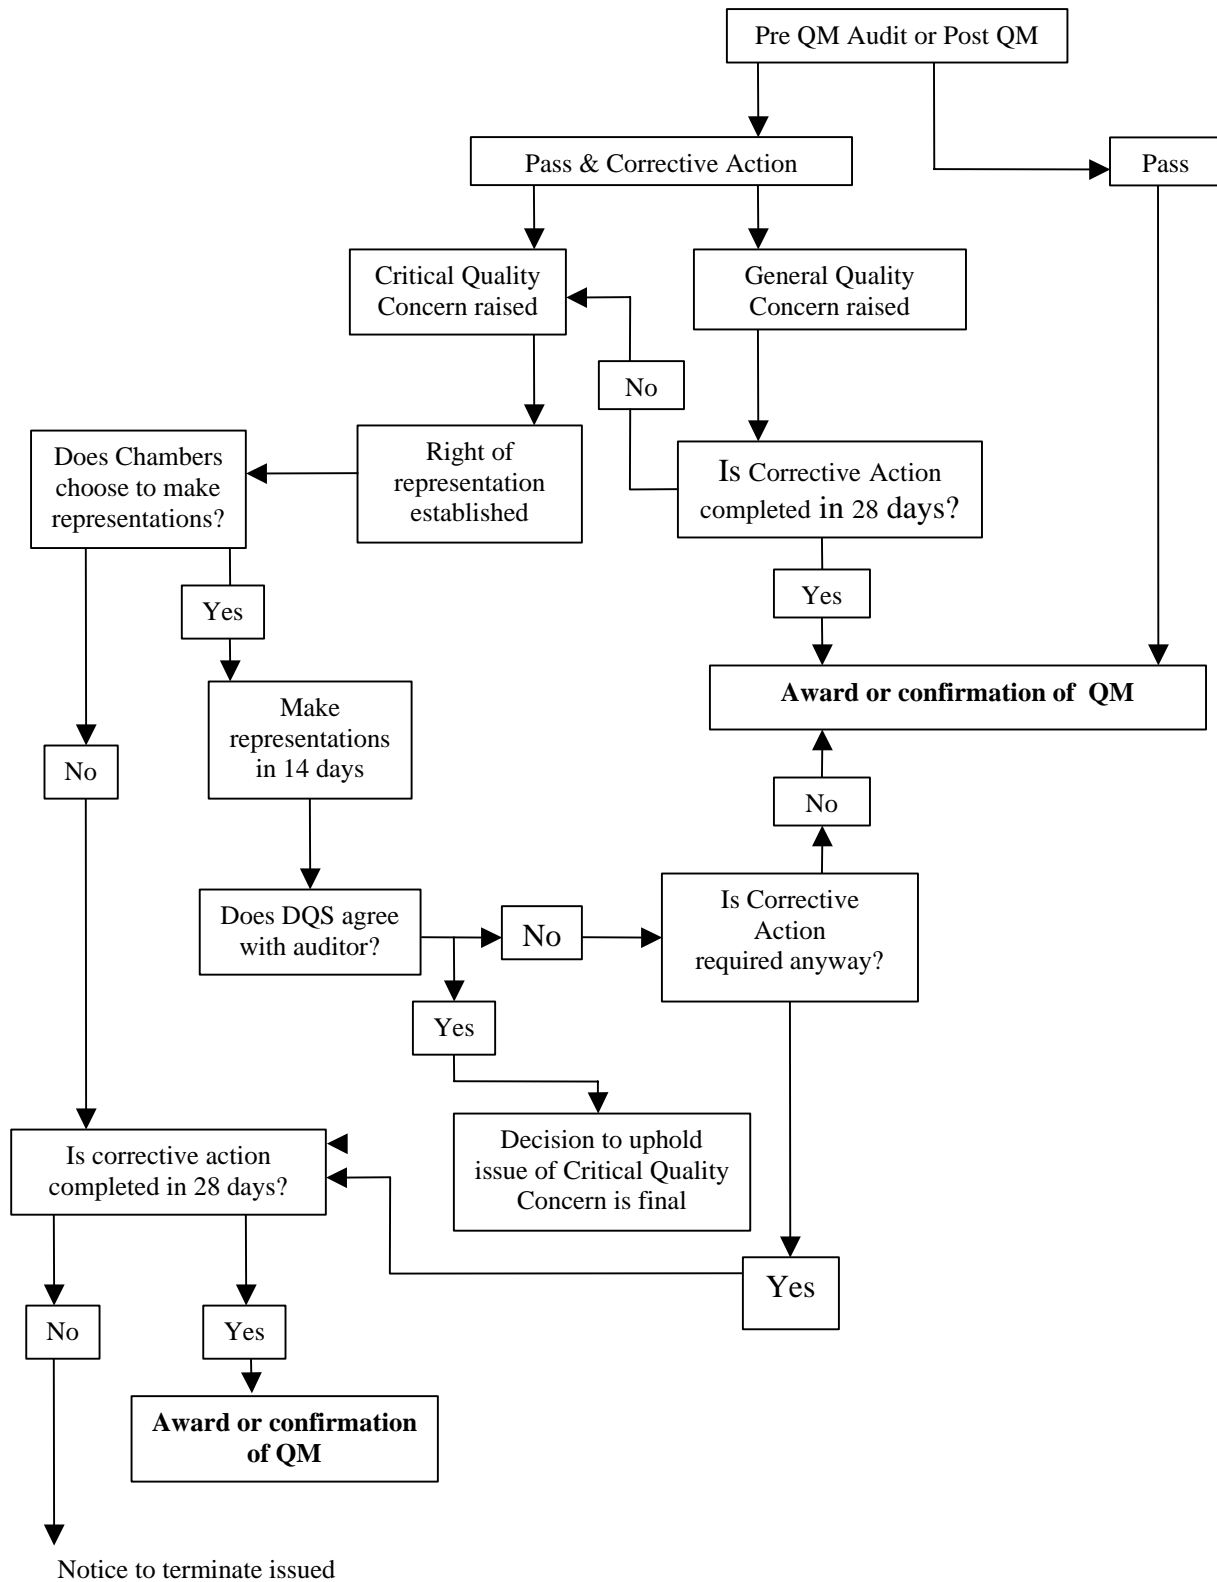 Pre QM Audit or Post QM
Pass & Corrective Action
Pass
Critical Quality
Concern raised
General Quality
Concern raised
No
Does Chambers
choose to make
representations?
Right of
representation
established
Is Corrective Action
completed in 28 days?
Yes
Yes
Award or confirmation of QM
Make
representations
in 14 days
No
No
Does DQS agree
with auditor?
No
Is Corrective
Action
required anyway?
Yes
Decision to uphold
issue of Critical Quality
Concern is final
Is corrective action
completed in 28 days?
Yes
No
Yes
Award or confirmation
of QM
Notice to terminate issued